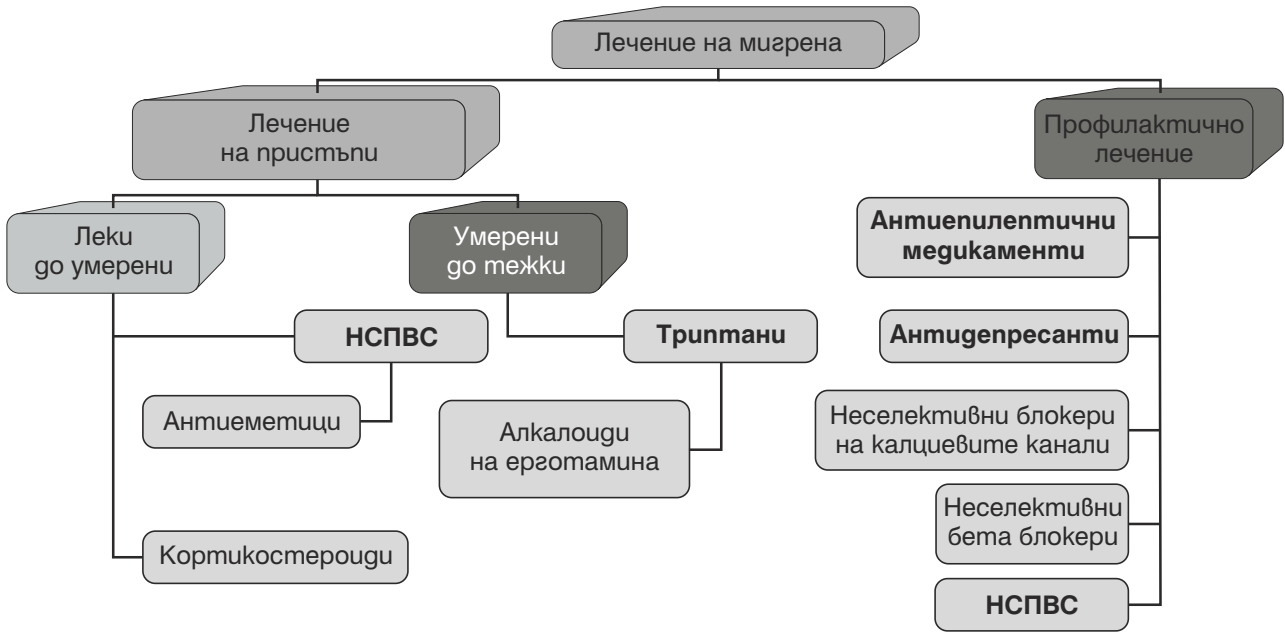 Лечение на мигрена
Лечение
на пристъпи
Профилактично
лечение
Леки
до умерени
Умерени
до тежки
НСПВС
Антиеметици
Кортикостероиди
Триптани
Алкалоиди
на ерготамина
Антиепилептични
медикаменти
Антидепресанти
Неселективни блокери
на калциевите канали
Неселективни
бета блокери
НСПВС